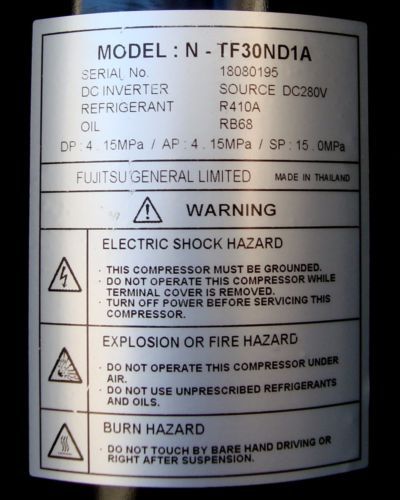 MODEL : N - TF30ND1A
SERIAL No. 18080195
DC INVERTER SOURCE DC280V
REFRIGERANT R410A
OIL RB68
DP : 4 . 15MPa / AP : 4 . 15MPa / SP : 15 . 0MPa
FUJITSU GENERAL LIMITED MADE IN THAILAND
WARNING
ELECTRIC SHOCK HAZARD
· THIS COMPRESSOR MUST BE GROUNDED.
· DO NOT OPERATE THIS COMPRESSOR WHILE
TERMINAL COVER IS REMOVED.
· TURN OFF POWER BEFORE SERVICING THIS
COMPRESSOR.
EXPLOSION OR FIRE HAZARD
· DO NOT OPERATE THIS COMPRESSOR UNDER
AIR.
· DO NOT USE UNPRESCRIBED REFRIGERANTS
AND OILS.
BURN HAZARD
· DO NOT TOUCH BY BARE HAND DRIVING OR
RIGHT AFTER SUSPENSION.